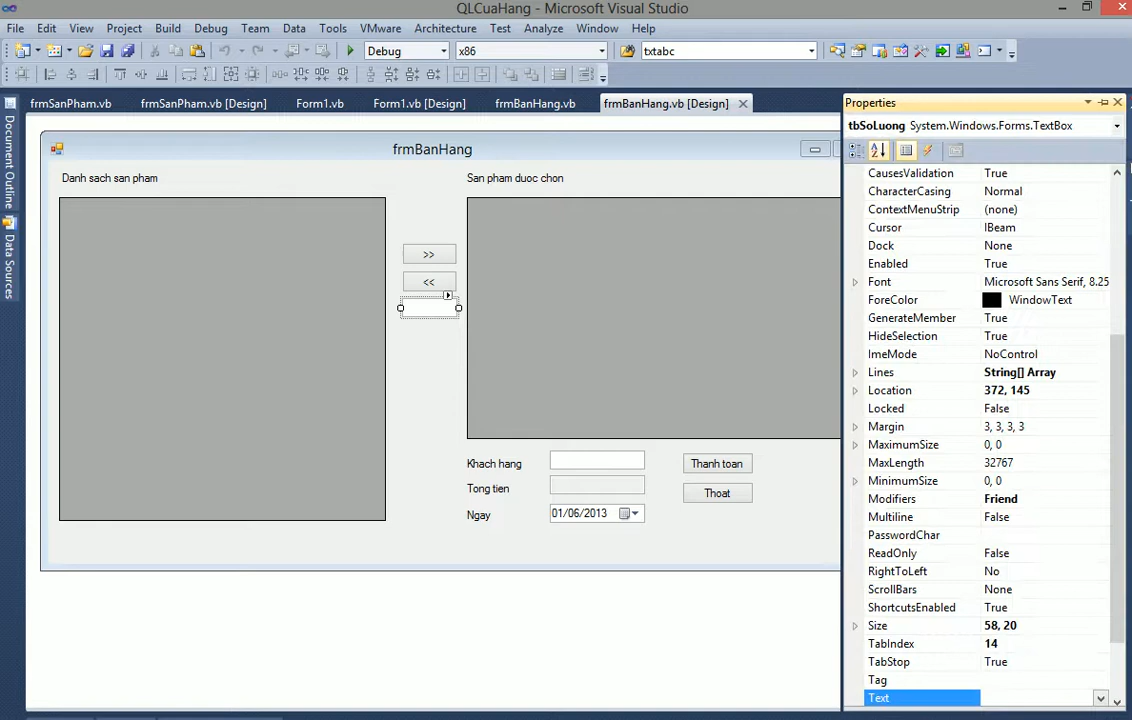 QLCuaHang - Microsoft Visual Studio
File Edit View Project Build Debug Team Data Tools VMware Architecture Test Analyze Window Help
Debug x86 txtabc
frmSanPham.vb frmSanPham.vb [Design] Form1.vb Form1.vb [Design] frmBanHang.vb frmBanHang.vb [Design]
Document Outline
Data Sources
frmBanHang
Danh sach san pham
San pham duoc chon
>>
<<
Khach hang
Thanh toan
Tong tien
Thoat
Ngay
01/06/2013
Properties
tbSoLuong System.Windows.Forms.TextBox
CausesValidation True
CharacterCasing Normal
ContextMenuStrip (none)
Cursor IBeam
Dock None
Enabled True
Font Microsoft Sans Serif, 8.25
ForeColor WindowText
GenerateMember True
HideSelection True
ImeMode NoControl
Lines String[] Array
Location 372, 145
Locked False
Margin 3, 3, 3, 3
MaximumSize 0, 0
MaxLength 32767
MinimumSize 0, 0
Modifiers Friend
Multiline False
PasswordChar
ReadOnly False
RightToLeft No
ScrollBars None
ShortcutsEnabled True
Size 58, 20
TabIndex 14
TabStop True
Tag
Text